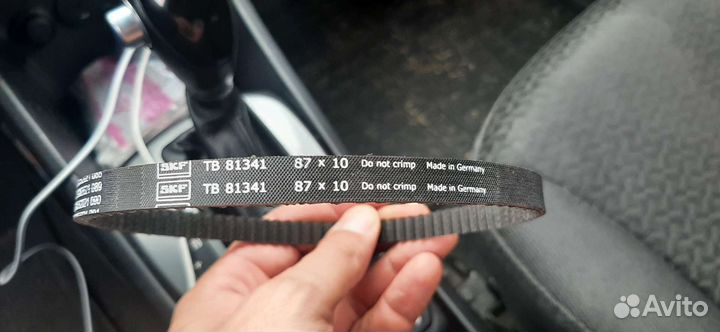 SKF TB 81341 87 x 10 Do not crimp Made in Germany
SKF TB 81341 87 x 10 Do not crimp Made in Germany
Avito